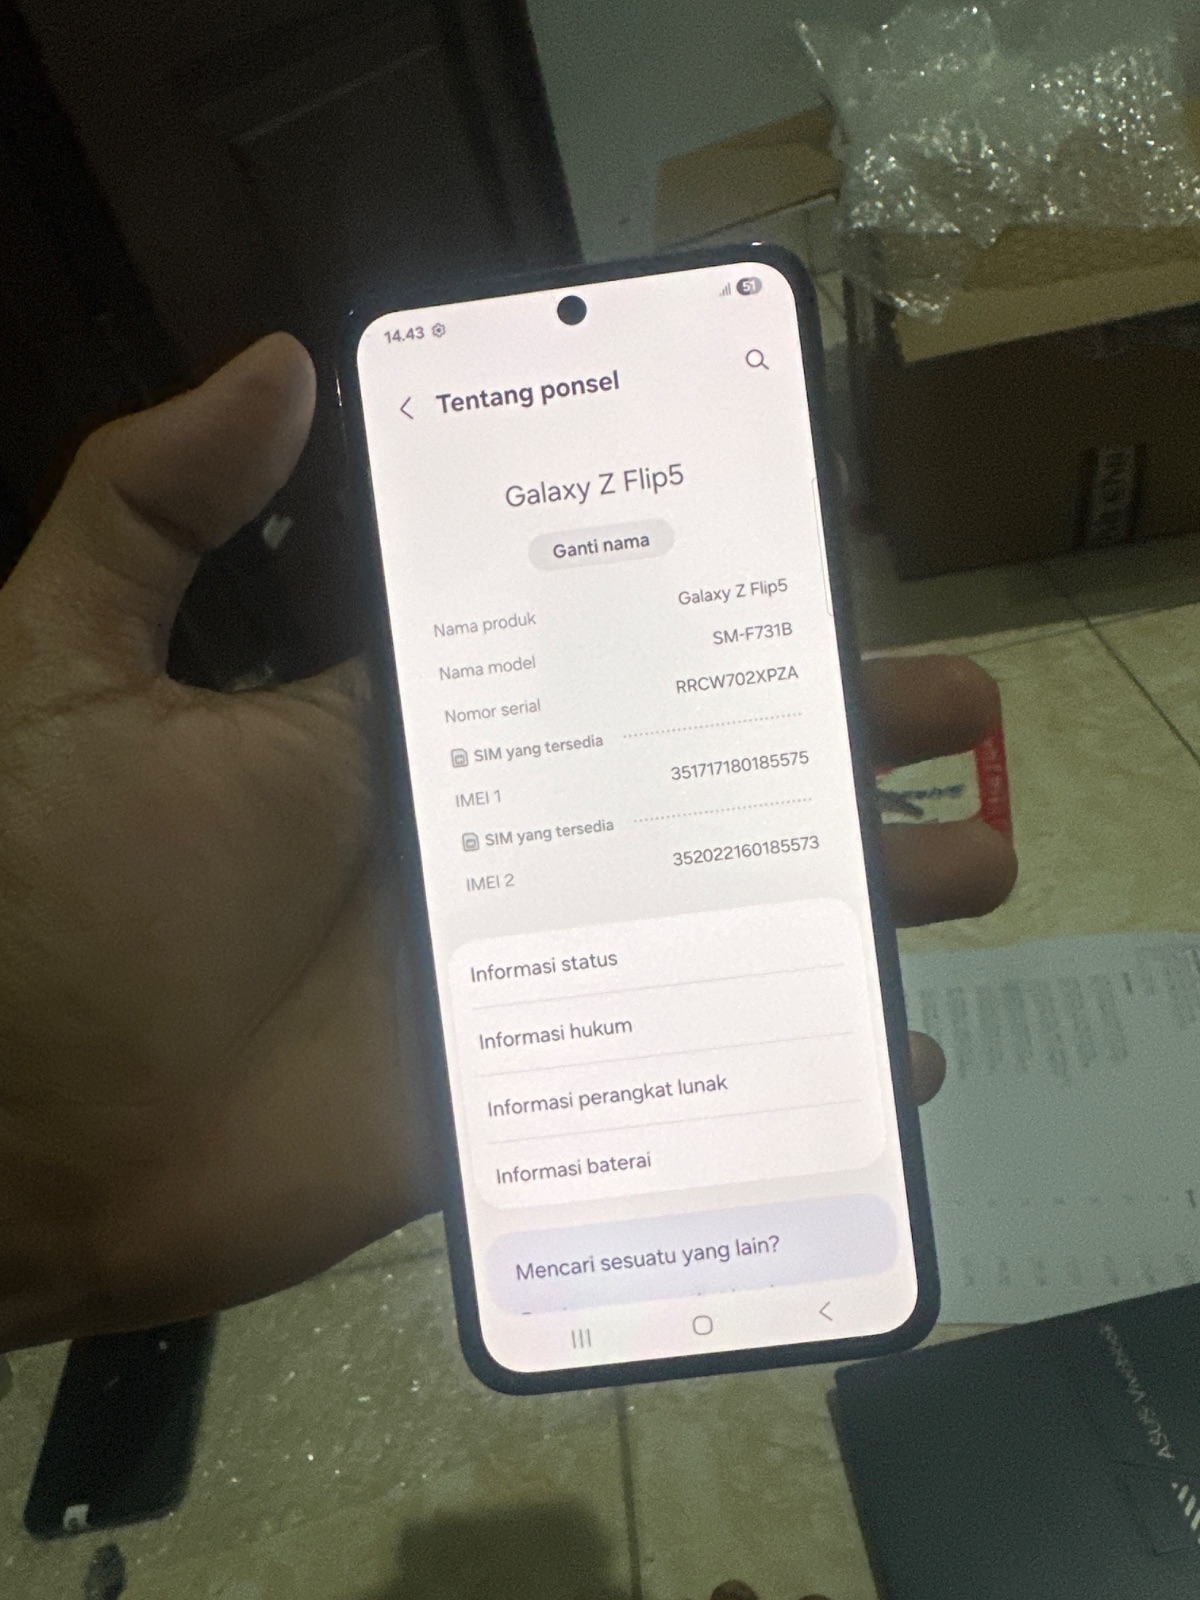 14.43
51
Tentang ponsel
Galaxy Z Flip5
Ganti nama
Nama produk Galaxy Z Flip5
Nama model SM-F731B
Nomor serial RRCW702XPZA
SIM yang tersedia
IMEI 1 351717180185575
SIM yang tersedia
IMEI 2 352022160185573
Informasi status
Informasi hukum
Informasi perangkat lunak
Informasi baterai
Mencari sesuatu yang lain?
ASUS Vivobook